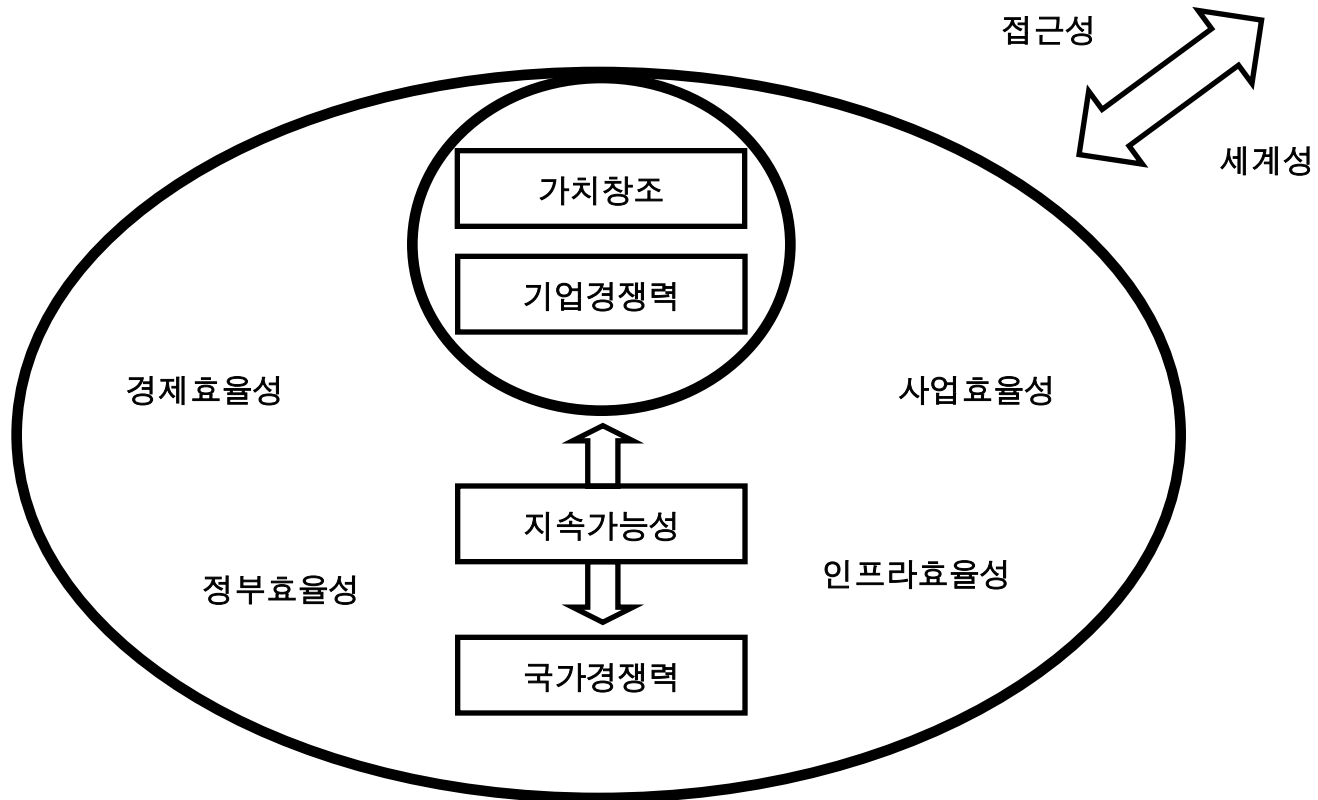 접근성
세계성
가치창조
기업경쟁력
경제효율성
사업효율성
지속가능성
정부효율성
인프라효율성
국가경쟁력